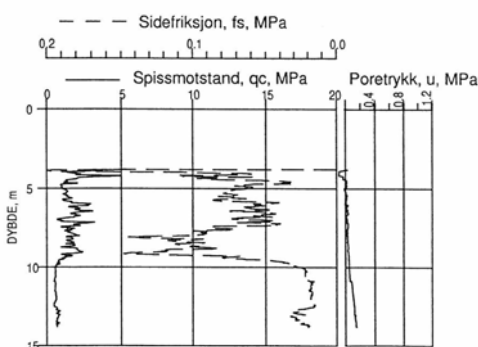 Sidefriksjon, fs, MPa
0,2 0,1 0,0
Spissmotstand, qc, MPa Poretrykk, u, MPa
0 5 10 15 20 0.4 0.8 1.2
DYBDE, m
0
5
10
15